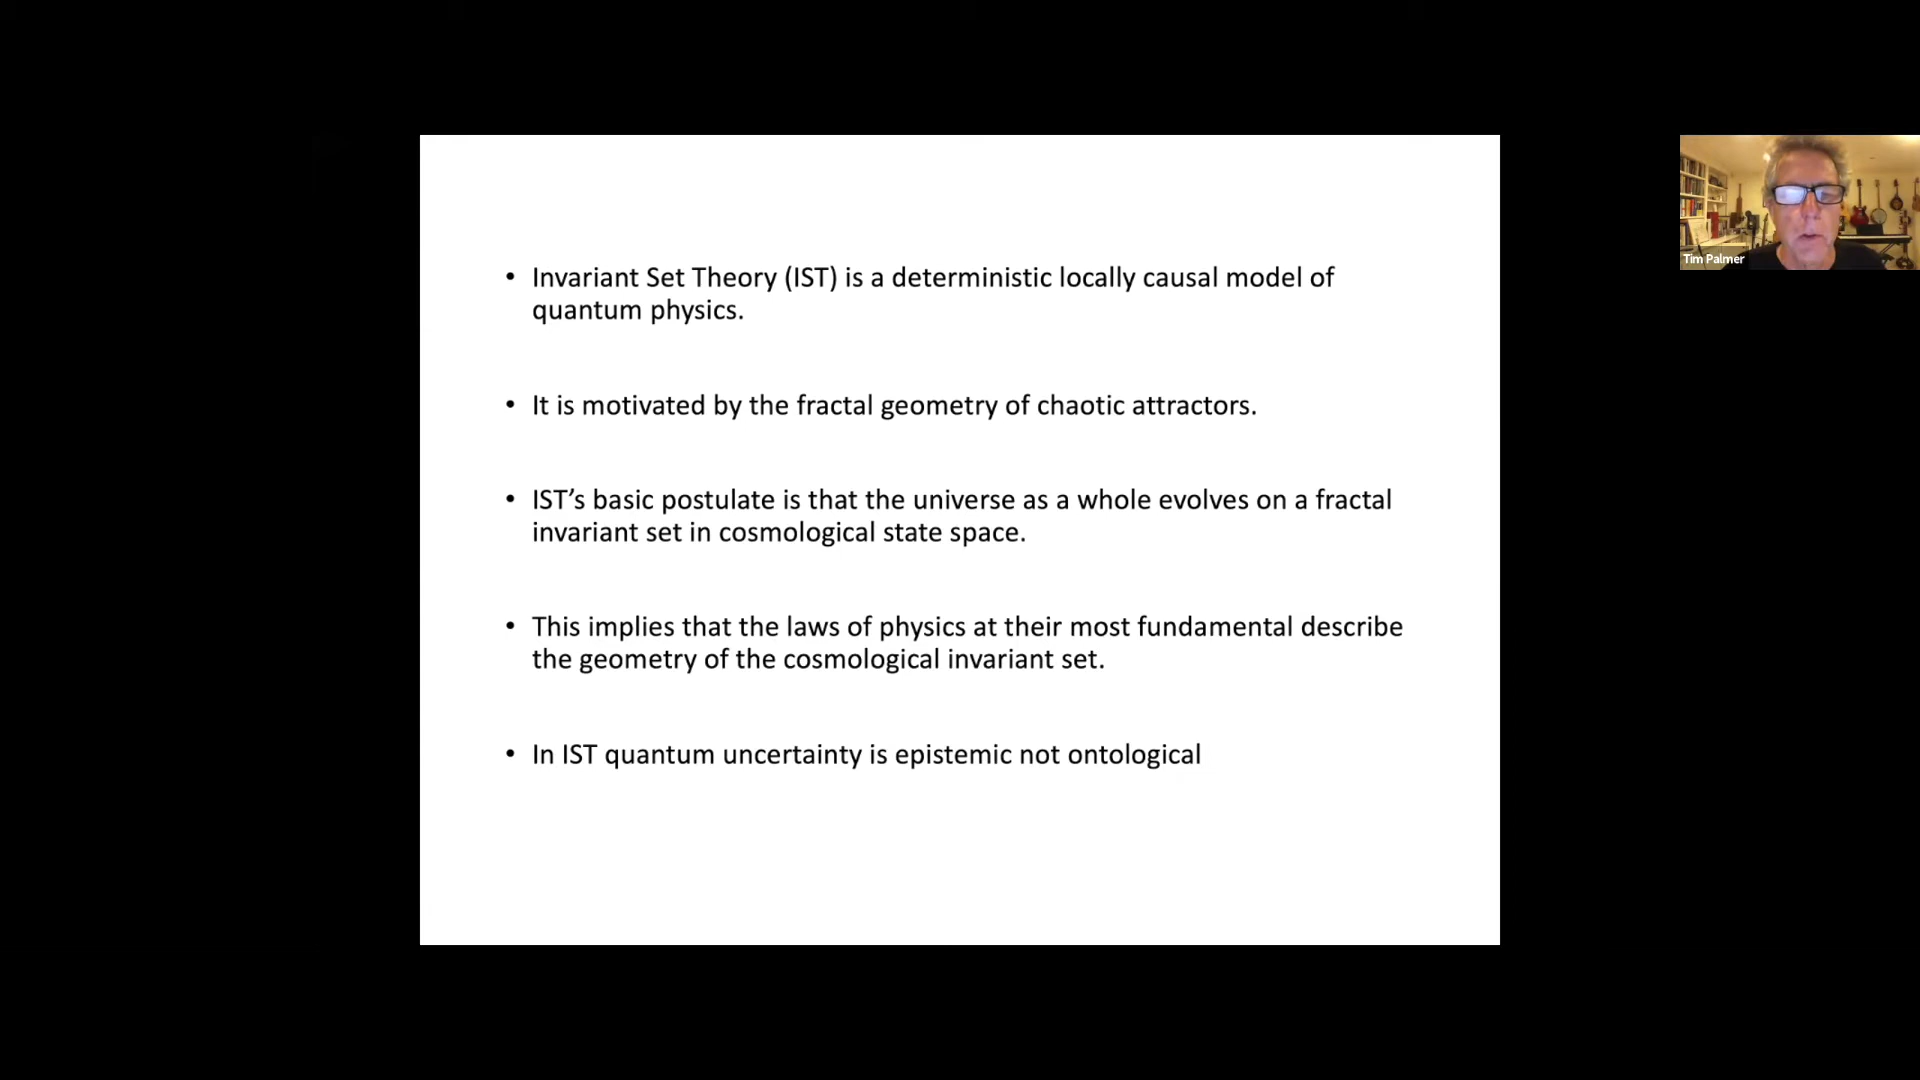 • Invariant Set Theory (IST) is a deterministic locally causal model of
quantum physics.
• It is motivated by the fractal geometry of chaotic attractors.
• IST’s basic postulate is that the universe as a whole evolves on a fractal
invariant set in cosmological state space.
• This implies that the laws of physics at their most fundamental describe
the geometry of the cosmological invariant set.
• In IST quantum uncertainty is epistemic not ontological
Tim Palmer